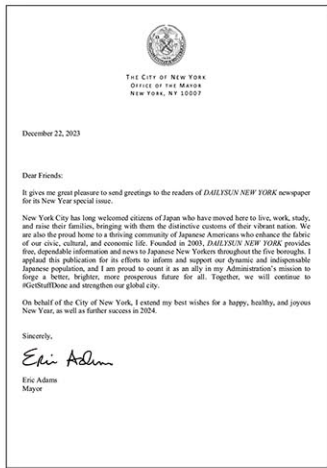 THE CITY OF NEW YORK
OFFICE OF THE MAYOR
NEW YORK, NY 10007
December 22, 2023
Dear Friends:
It gives me great pleasure to send greetings to the readers of DAILYSUN NEW YORK newspaper
for its New Year special issue.
New York City has long welcomed citizens of Japan who have moved here to live, work, study,
and raise their families, bringing with them the distinctive customs of their vibrant nation. We
are also the proud home to a thriving community of Japanese Americans who enhance the fabric
of our civic, cultural, and economic life. Founded in 2003, DAILYSUN NEW YORK provides
free, dependable information and news to Japanese New Yorkers throughout the five boroughs. I
applaud this publication for its efforts to inform and support our dynamic and indispensable
Japanese population, and I am proud to count it as an ally in my Administration's mission to
forge a better, brighter, more prosperous future for all. Together, we will continue to
#GetStuffDone and strengthen our global city.
On behalf of the City of New York, I extend my best wishes for a happy, healthy, and joyous
New Year, as well as further success in 2024.
Sincerely,
Eric Adams
Eric Adams
Mayor